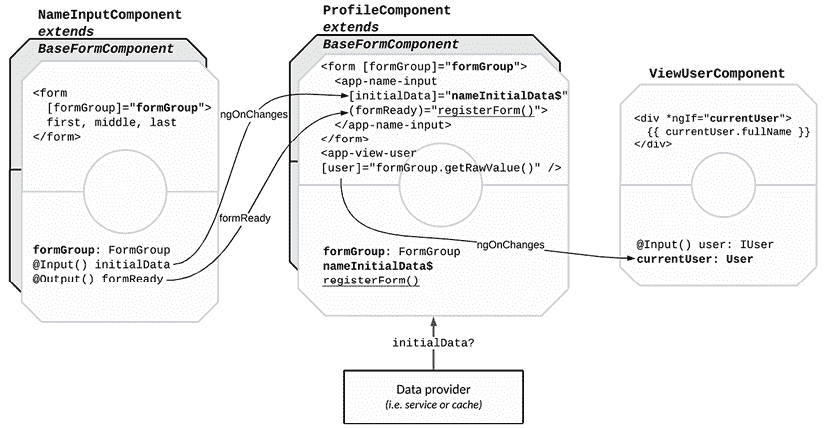 NameInputComponent
extends
BaseFormComponent
<form
[formGroup]="formGroup">
first, middle, last
</form>
formGroup: FormGroup
@Input() initialData
@Output() formReady
ngOnChanges
formReady
ProfileComponent
extends
BaseFormComponent
<form [formGroup]="formGroup">
<app-name-input
[initialData]="nameInitialData$"
(formReady)="registerForm()">
</app-name-input>
</form>
<app-view-user
[user]="formGroup.getRawValue()" />
formGroup: FormGroup
nameInitialData$
registerForm()
ngOnChanges
ViewUserComponent
<div *ngIf="currentUser">
{{ currentUser.fullName }}
</div>
@Input() user: IUser
currentUser: User
initialData?
Data provider
(i.e. service or cache)